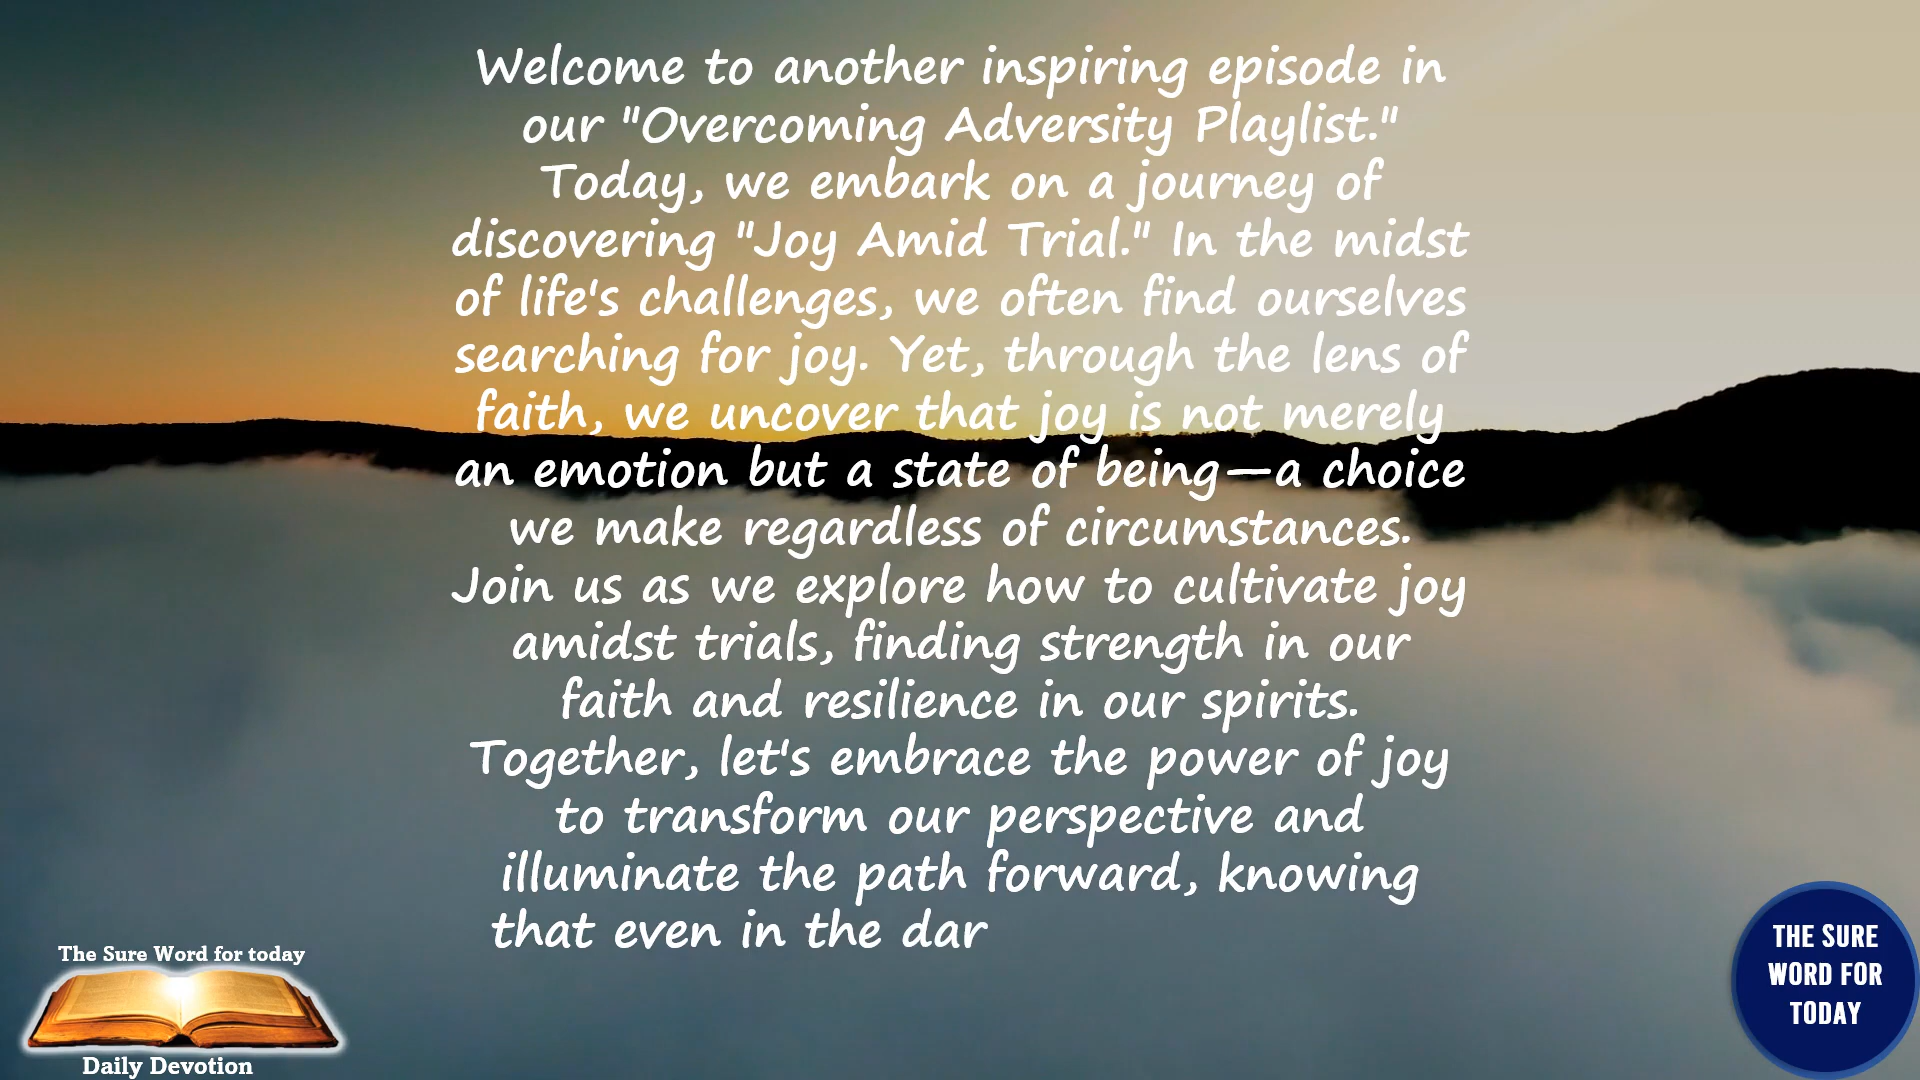 Welcome to another inspiring episode in
our "Overcoming Adversity Playlist."
Today, we embark on a journey of
discovering "Joy Amid Trial." In the midst
of life's challenges, we often find ourselves
searching for joy. Yet, through the lens of
faith, we uncover that joy is not merely
an emotion but a state of being—a choice
we make regardless of circumstances.
Join us as we explore how to cultivate joy
amidst trials, finding strength in our
faith and resilience in our spirits.
Together, let's embrace the power of joy
to transform our perspective and
illuminate the path forward, knowing
that even in the dar
The Sure Word for today
Daily Devotion
THE SURE
WORD FOR
TODAY